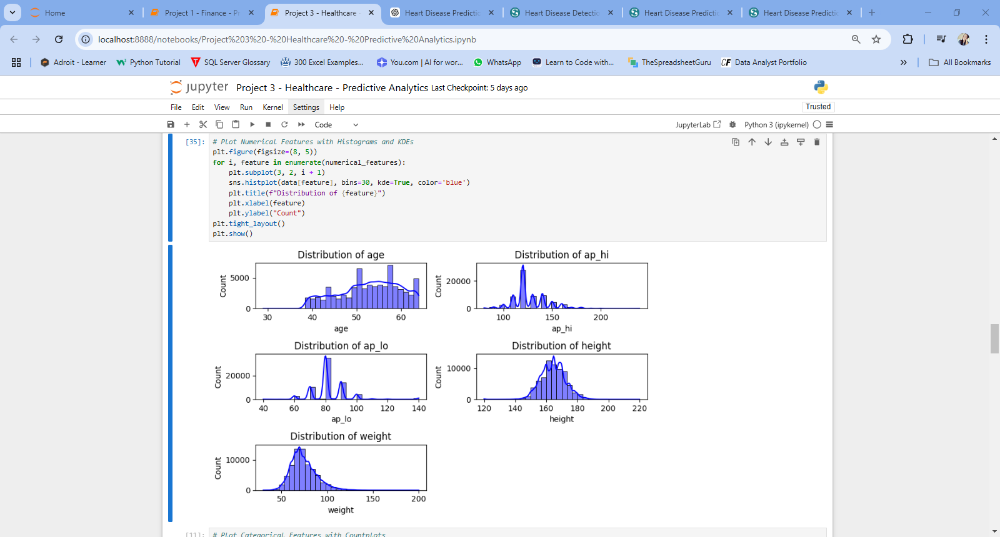 Home
Project 1 - Finance - Pr
Project 3 - Healthcare -
Heart Disease Predictic
Heart Disease Detectic
Heart Disease Predictic
Heart Disease Predictic
localhost:8888/notebooks/Project%203%20-%20Healthcare%20-%20Predictive%20Analytics.ipynb
Adroit - Learner
Python Tutorial
SQL Server Glossary
300 Excel Examples...
You.com | AI for wor...
WhatsApp
Learn to Code with...
TheSpreadsheetGuru
CF Data Analyst Portfolio
All Bookmarks
jupyter Project 3 - Healthcare - Predictive Analytics Last Checkpoint: 5 days ago
File Edit View Run Kernel Settings Help
Trusted
Code
JupyterLab
Python 3 (ipykernel)
[35]: # Plot Numerical Features with Histograms and KDEs
plt.figure(figsize=(8, 5))
for i, feature in enumerate(numerical_features):
    plt.subplot(3, 2, i + 1)
    sns.histplot(data[feature], bins=30, kde=True, color='blue')
    plt.title(f"Distribution of {feature}")
    plt.xlabel(feature)
    plt.ylabel("Count")
plt.tight_layout()
plt.show()
Distribution of age
Count
5000
0
30 40 50 60
age
Distribution of ap_hi
Count
20000
0
100 150 200
ap_hi
Distribution of ap_lo
Count
20000
0
40 60 80 100 120 140
ap_lo
Distribution of height
Count
10000
0
120 140 160 180 200 220
height
Distribution of weight
Count
10000
0
50 100 150 200
weight
[11]: # Plot Categorical Features with Countplots